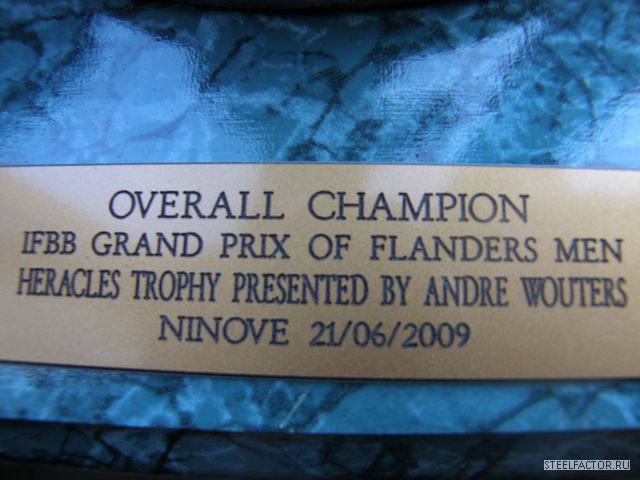 OVERALL CHAMPION
IFBB GRAND PRIX OF FLANDERS MEN
HERACLES TROPHY PRESENTED BY ANDRE WOUTERS
NINOVE 21/06/2009
STEELFACTOR.RU